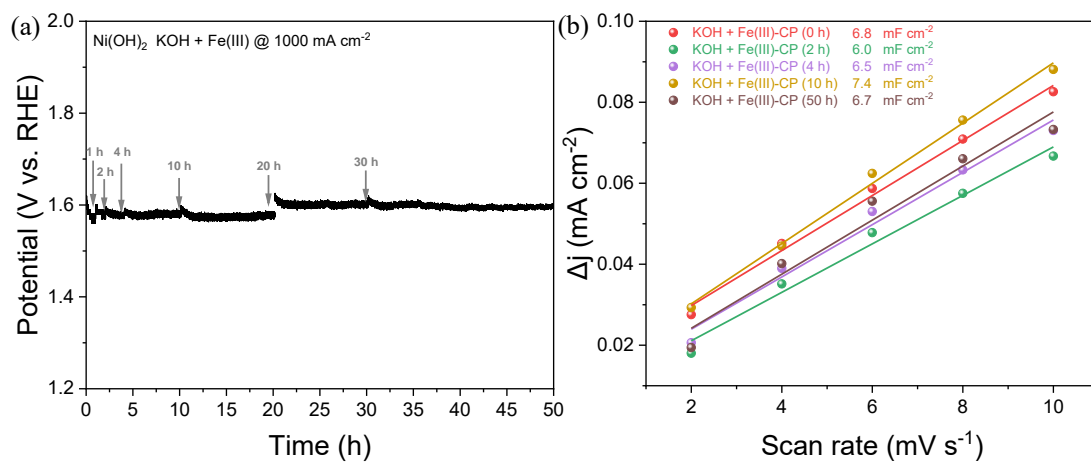 (a)
Ni(OH)₂ KOH + Fe(III) @ 1000 mA cm⁻²
Potential (V vs. RHE)
2.0
1.8
1.6
1.4
1.2
1 h
2 h
4 h
10 h
20 h
30 h
0 5 10 15 20 25 30 35 40 45 50
Time (h)
(b)
KOH + Fe(III)-CP (0 h) 6.8 mF cm⁻²
KOH + Fe(III)-CP (2 h) 6.0 mF cm⁻²
KOH + Fe(III)-CP (4 h) 6.5 mF cm⁻²
KOH + Fe(III)-CP (10 h) 7.4 mF cm⁻²
KOH + Fe(III)-CP (50 h) 6.7 mF cm⁻²
Δj (mA cm⁻²)
0.10
0.08
0.06
0.04
0.02
2 4 6 8 10
Scan rate (mV s⁻¹)